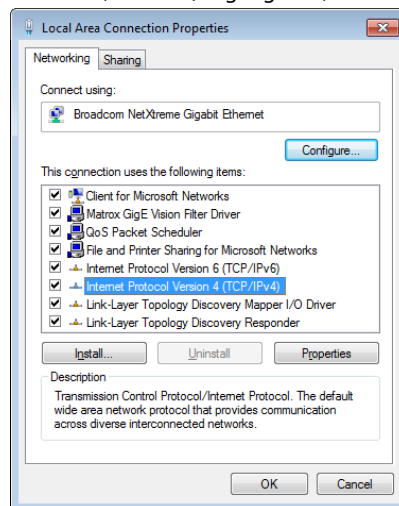 Local Area Connection Properties
Networking
Sharing
Connect using:
Broadcom NetXtreme Gigabit Ethernet
Configure...
This connection uses the following items:
Client for Microsoft Networks
Matrox GigE Vision Filter Driver
QoS Packet Scheduler
File and Printer Sharing for Microsoft Networks
Internet Protocol Version 6 (TCP/IPv6)
Internet Protocol Version 4 (TCP/IPv4)
Link-Layer Topology Discovery Mapper I/O Driver
Link-Layer Topology Discovery Responder
Install...
Uninstall
Properties
Description
Transmission Control Protocol/Internet Protocol. The default
wide area network protocol that provides communication
across diverse interconnected networks.
OK
Cancel